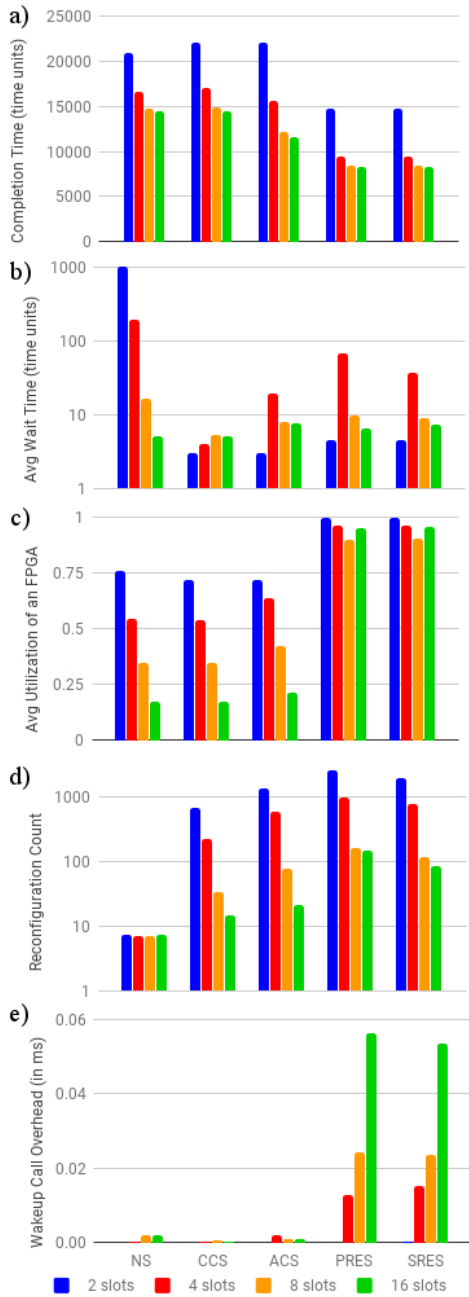 a)
Completion Time (time units)
25000
20000
15000
10000
5000
0
b)
Avg Wait Time (time units)
1000
100
10
1
c)
Avg Utilization of an FPGA
1
0.75
0.5
0.25
0
d)
Reconfiguration Count
1000
100
10
1
e)
Wakeup Call Overhead (in ms)
0.06
0.04
0.02
0.00
NS CCS ACS PRES SRES
2 slots 4 slots 8 slots 16 slots